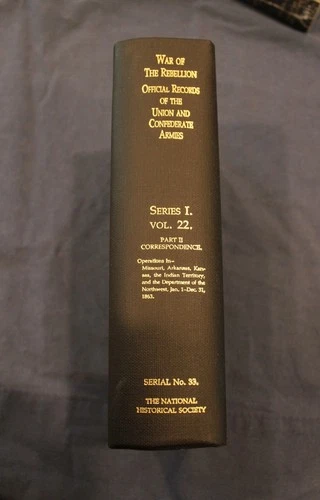 WAR OF
THE REBELLION
OFFICIAL RECORDS
OF THE
UNION AND
CONFEDERATE
ARMIES
SERIES I.
VOL. 22.
PART II
CORRESPONDENCE.
Operations In—
Missouri, Arkansas, Kan-
sas, the Indian Territory,
and the Department of the
Northwest, Jan. 1-Dec. 31,
1863.
SERIAL No. 33.
THE NATIONAL
HISTORICAL SOCIETY